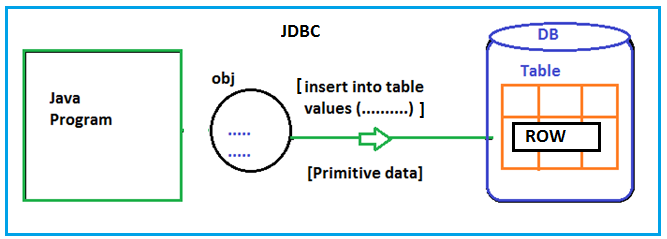 JDBC
Java
Program
obj
.....
.....
[ insert into table
values (..........) ]
[Primitive data]
DB
Table
ROW